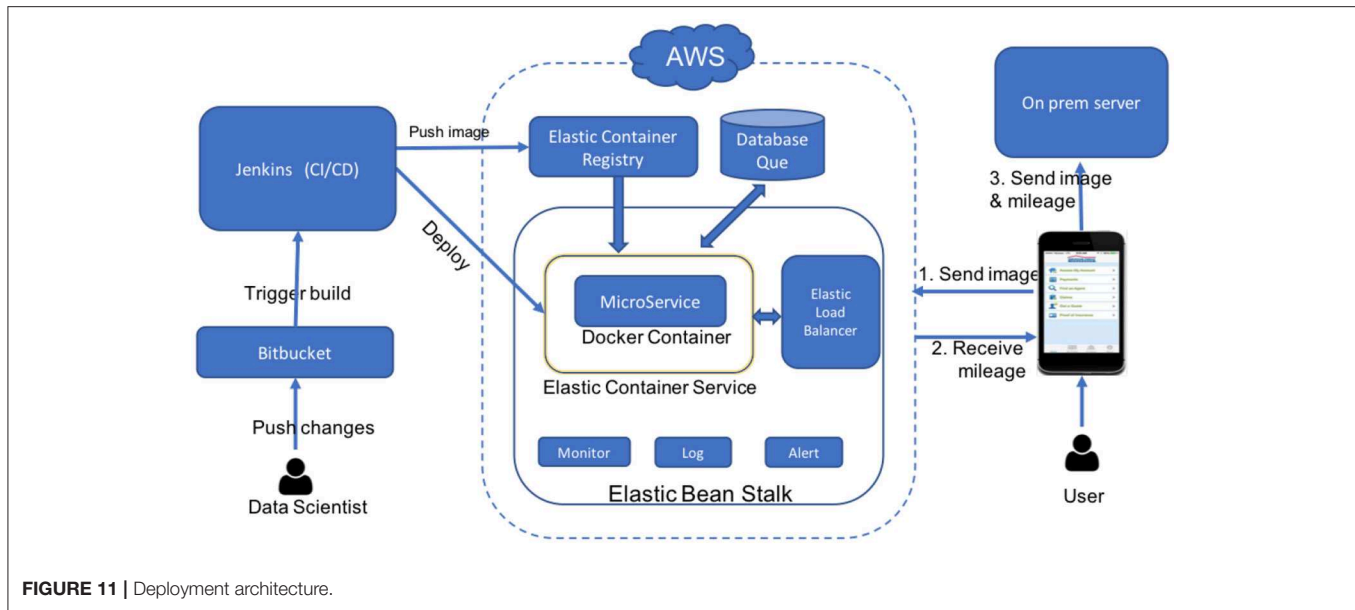 AWS
Jenkins (CI/CD)
Push image
Elastic Container
Registry
Database
Que
On prem server
3. Send image
& mileage
Deploy
Trigger build
MicroService
Docker Container
Elastic
Load
Balancer
1. Send image
Bitbucket
Elastic Container Service
2. Receive
mileage
Push changes
Monitor
Log
Alert
Elastic Bean Stalk
Data Scientist
User
FIGURE 11 | Deployment architecture.